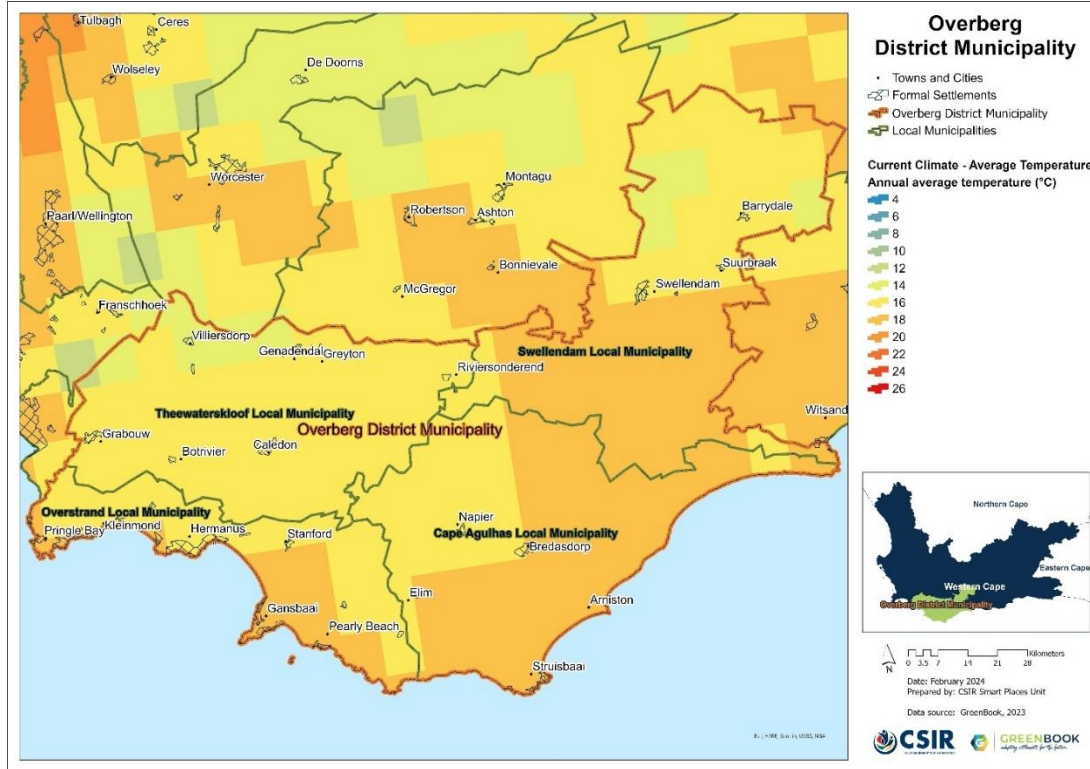 Overberg
District Municipality
Towns and Cities
Formal Settlements
Overberg District Municipality
Local Municipalities
Current Climate - Average Temperature
Annual average temperature (°C)
4
6
8
10
12
14
16
18
20
22
24
26
Tulbagh
Ceres
Wolseley
De Doorns
Worcester
Montagu
Paarl/Wellington
Robertson
Ashton
Barrydale
Bonnievale
Suurbraak
Swellendam
McGregor
Franschhoek
Villiersdorp
Genadendal
Greyton
Swellendam Local Municipality
Riviersonderend
Theewaterskloof Local Municipality
Overberg District Municipality
Witsand
Grabouw
Botrivier
Caledon
Overstrand Local Municipality
Kleinmond
Pringle Bay
Hermanus
Stanford
Napier
Cape Agulhas Local Municipality
Bredasdorp
Elim
Arniston
Gansbaai
Pearly Beach
Struisbaai
Northern Cape
Eastern Cape
Western Cape
Overberg District Municipality
N
Kilometers
0 3.5 7 14 21 28
Date: February 2024
Prepared by: CSIR Smart Places Unit
Data source: GreenBook, 2023
CSIR
G
GREENBOOK
adapting settlements for the future